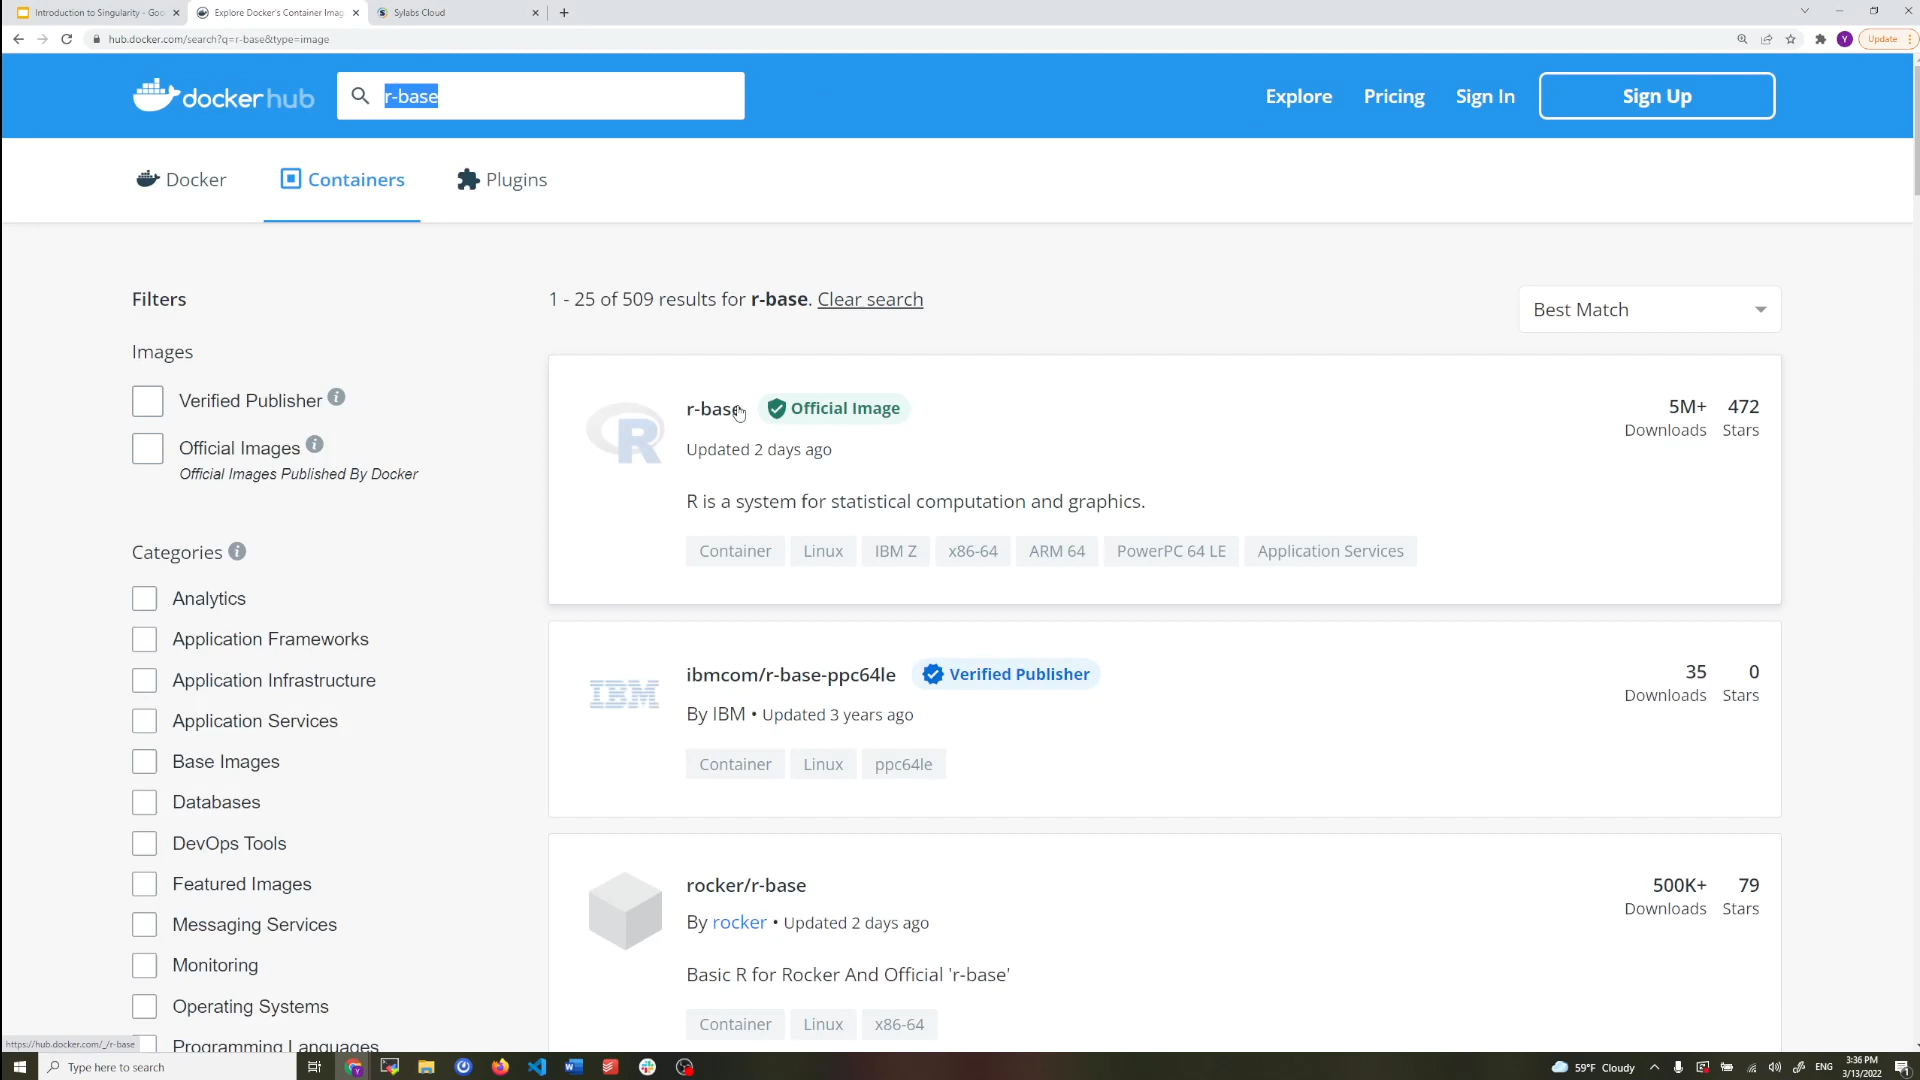 Introduction to Singularity - Goo
Explore Docker's Container Imag
Sylabs Cloud
hub.docker.com/search?q=r-base&type=image
Y
Update
docker hub
r-base
Explore
Pricing
Sign In
Sign Up
Docker
Containers
Plugins
Filters
1 - 25 of 509 results for r-base. Clear search
Best Match
Images
Verified Publisher
Official Images
Official Images Published By Docker
Categories
Analytics
Application Frameworks
Application Infrastructure
Application Services
Base Images
Databases
DevOps Tools
Featured Images
Messaging Services
Monitoring
Operating Systems
Programming Languages
r-base
Official Image
Updated 2 days ago
5M+ 472
Downloads Stars
R is a system for statistical computation and graphics.
Container Linux IBM Z x86-64 ARM 64 PowerPC 64 LE Application Services
IBM
ibmcom/r-base-ppc64le
Verified Publisher
By IBM • Updated 3 years ago
35 0
Downloads Stars
Container Linux ppc64le
rocker/r-base
By rocker • Updated 2 days ago
500K+ 79
Downloads Stars
Basic R for Rocker And Official 'r-base'
Container Linux x86-64
https://hub.docker.com/_/r-base
Type here to search
59°F Cloudy
ENG
3:36 PM
3/13/2022